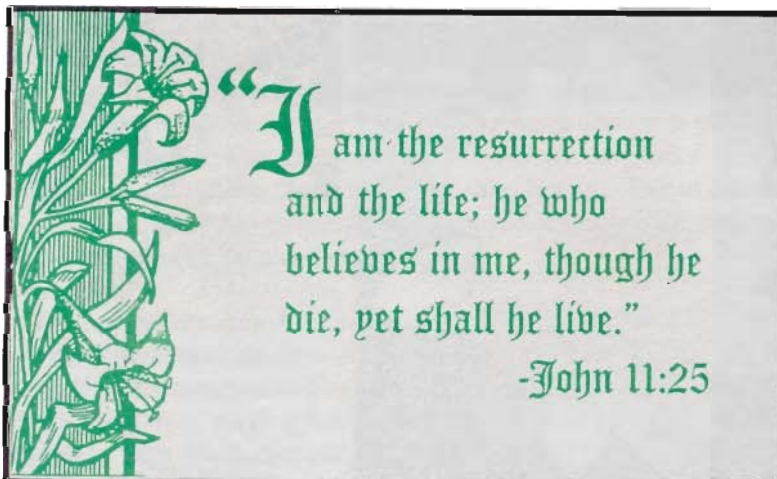 “I am the resurrection
and the life; he who
believes in me, though he
die, yet shall he live.”
-John 11:25